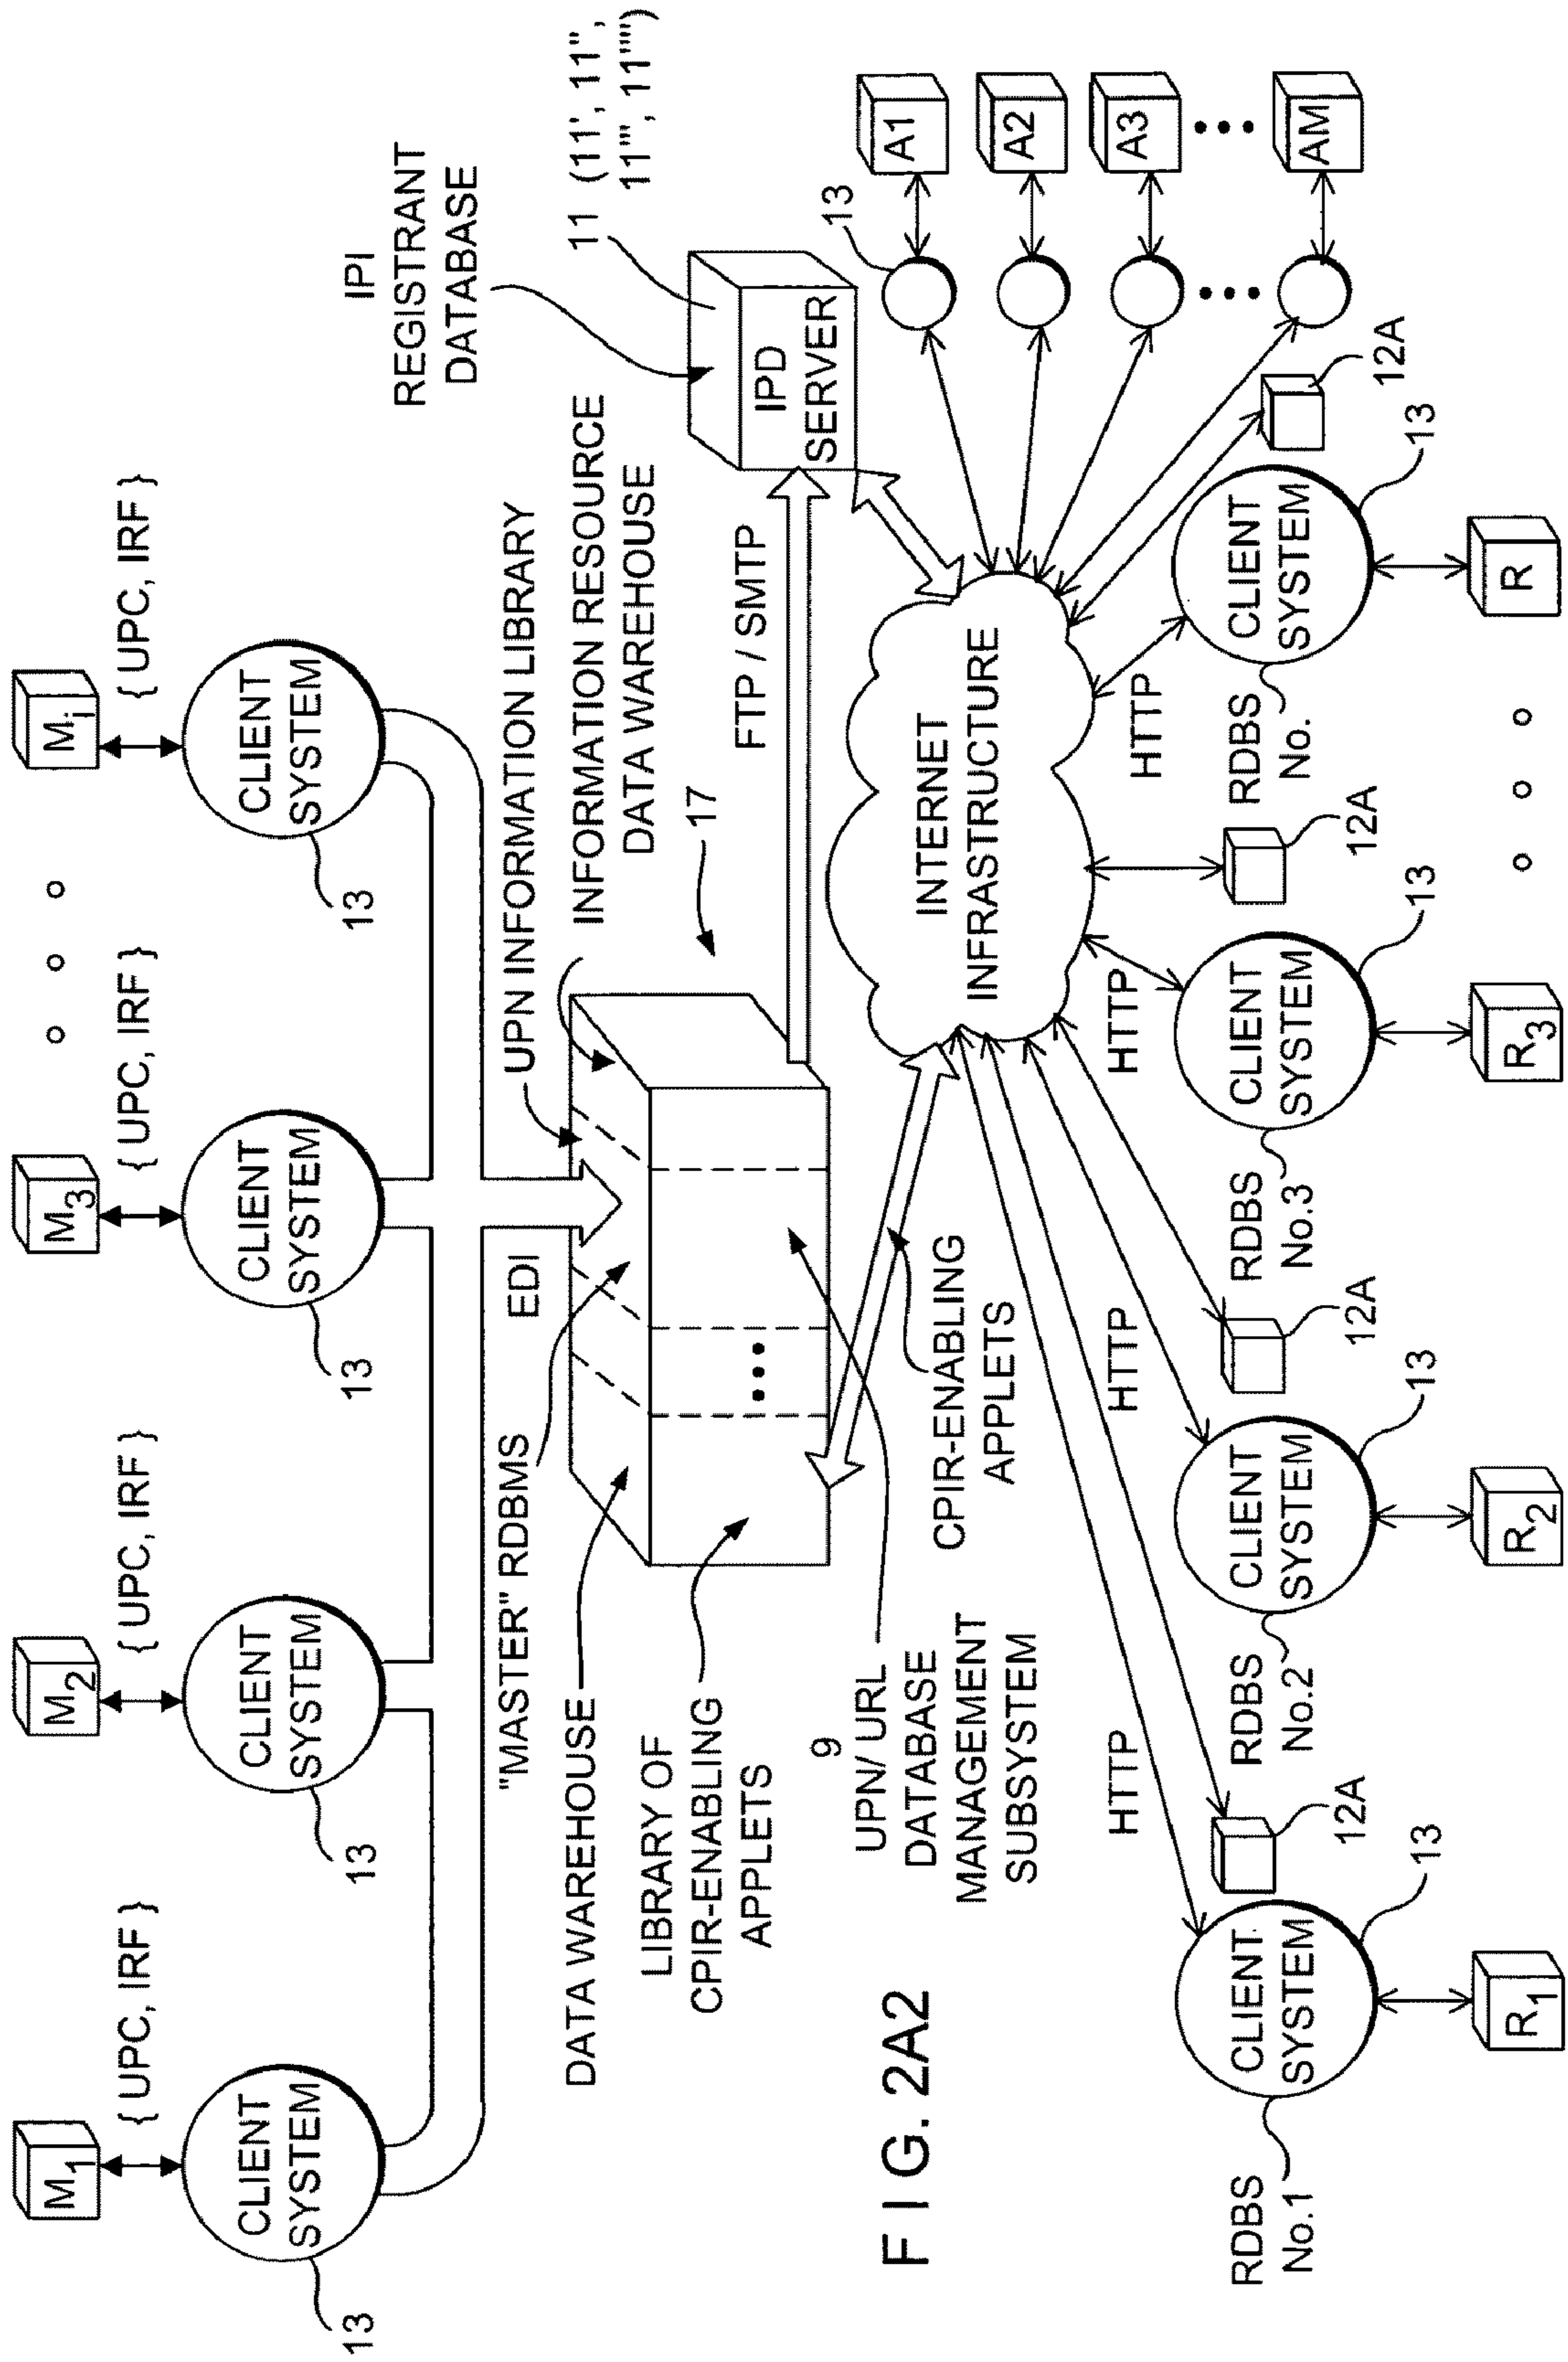 M1
{ UPC, IRF }
CLIENT
SYSTEM
13
M2
{ UPC, IRF }
CLIENT
SYSTEM
13
M3
{ UPC, IRF }
CLIENT
SYSTEM
13
Mi
{ UPC, IRF }
CLIENT
SYSTEM
13
EDI
"MASTER" RDBMS
DATA WAREHOUSE
LIBRARY OF
CPIR-ENABLING
APPLETS
9
UPN/ URL
DATABASE
MANAGEMENT
SUBSYSTEM
UPN INFORMATION LIBRARY
INFORMATION RESOURCE
DATA WAREHOUSE
17
FTP / SMTP
CPIR-ENABLING
APPLETS
IPI
REGISTRANT
DATABASE
11 (11', 11",
11"', 11"")
IPD
SERVER
INTERNET
INFRASTRUCTURE
13
A1
A2
A3
AM
12A
HTTP
HTTP
HTTP
HTTP
12A
12A
12A
RDBS
No.1
CLIENT
SYSTEM
13
R1
RDBS
No.2
CLIENT
SYSTEM
13
R2
RDBS
No.3
CLIENT
SYSTEM
13
R3
RDBS
No.
CLIENT
SYSTEM
13
R
F I G. 2A2